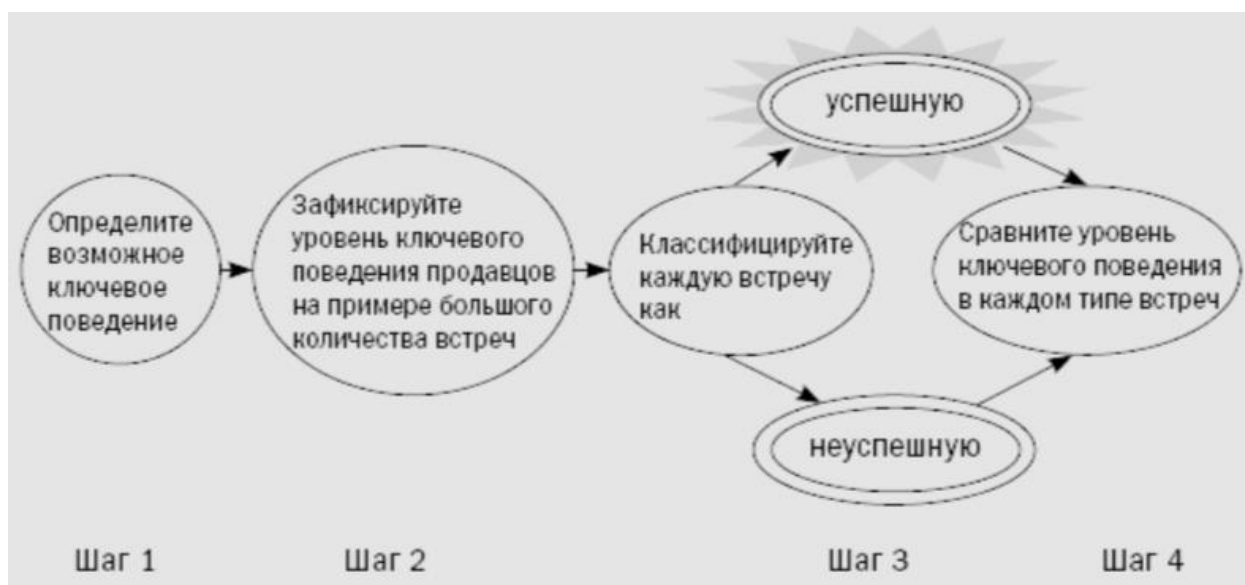 Определите
возможное
ключевое
поведение
Зафиксируйте
уровень ключевого
поведения продавцов
на примере большого
количества встреч
Классифицируйте
каждую встречу
как
успешную
неуспешную
Сравните уровень
ключевого поведения
в каждом типе встреч
Шаг 1
Шаг 2
Шаг 3
Шаг 4